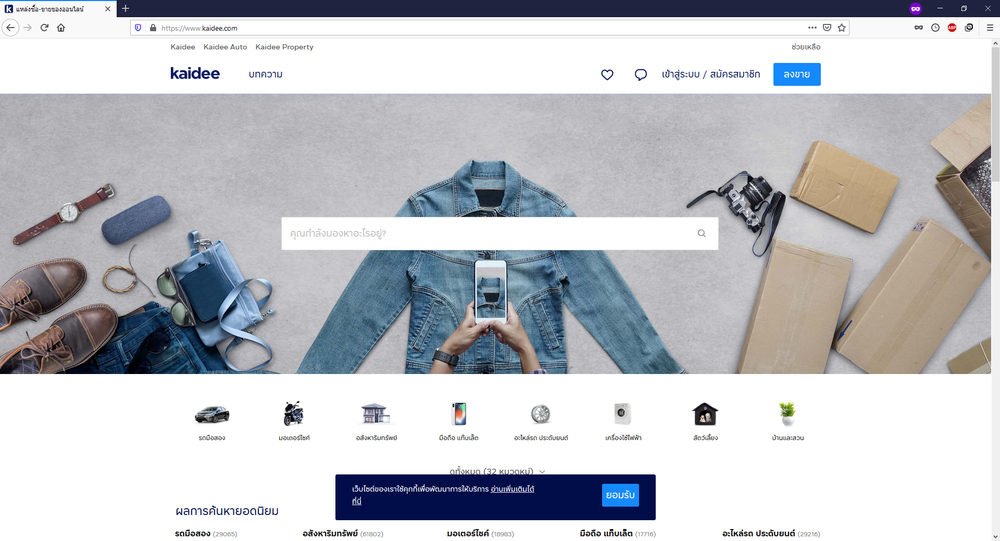 แหล่งซื้อ-ขายของออนไลน์
https://www.kaidee.com
ABP
Kaidee Kaidee Auto Kaidee Property ช่วยเหลือ
kaidee บทความ เข้าสู่ระบบ / สมัครสมาชิก ลงขาย
คุณกำลังมองหาอะไรอยู่?
รถมือสอง มอเตอร์ไซค์ อสังหาริมทรัพย์ มือถือ แท๊บเล็ต อะไหล่รถ ประดับยนต์ เครื่องใช้ไฟฟ้า สัตว์เลี้ยง บ้านและสวน
ดูทั้งหมด (32 หมวดหมู่)
เว็บไซต์ของเราใช้คุกกี้เพื่อพัฒนาการให้บริการ อ่านเพิ่มเติมได้
ที่นี่
ยอมรับ
ผลการค้นหายอดนิยม
รถมือสอง (29065) อสังหาริมทรัพย์ (61802) มอเตอร์ไซค์ (18983) มือถือ แท็บเล็ต (17716) อะไหล่รถ ประดับยนต์ (29216)